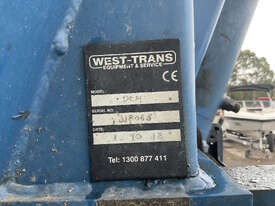 WEST-TRANS
EQUIPMENT & SERVICE
CE
MODEL
SERIAL NO.
DATE
Tel: 1300 877 411